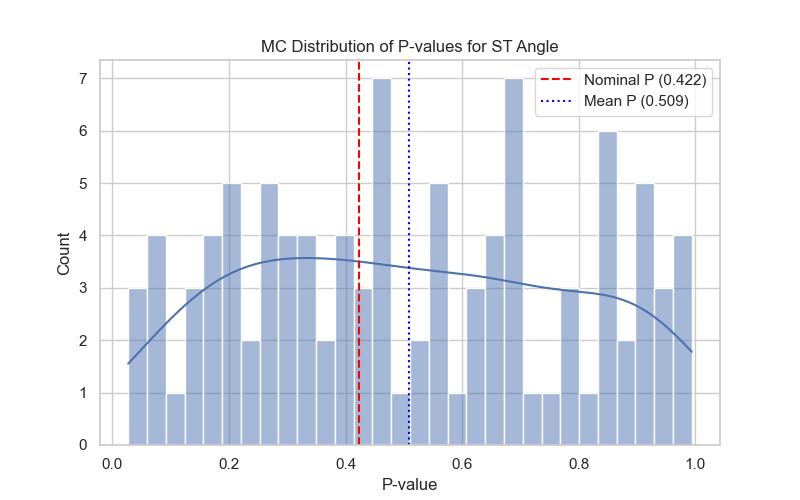 MC Distribution of P-values for ST Angle
Nominal P (0.422)
Mean P (0.509)
Count
7
6
5
4
3
2
1
0
0.0 0.2 0.4 0.6 0.8 1.0
P-value